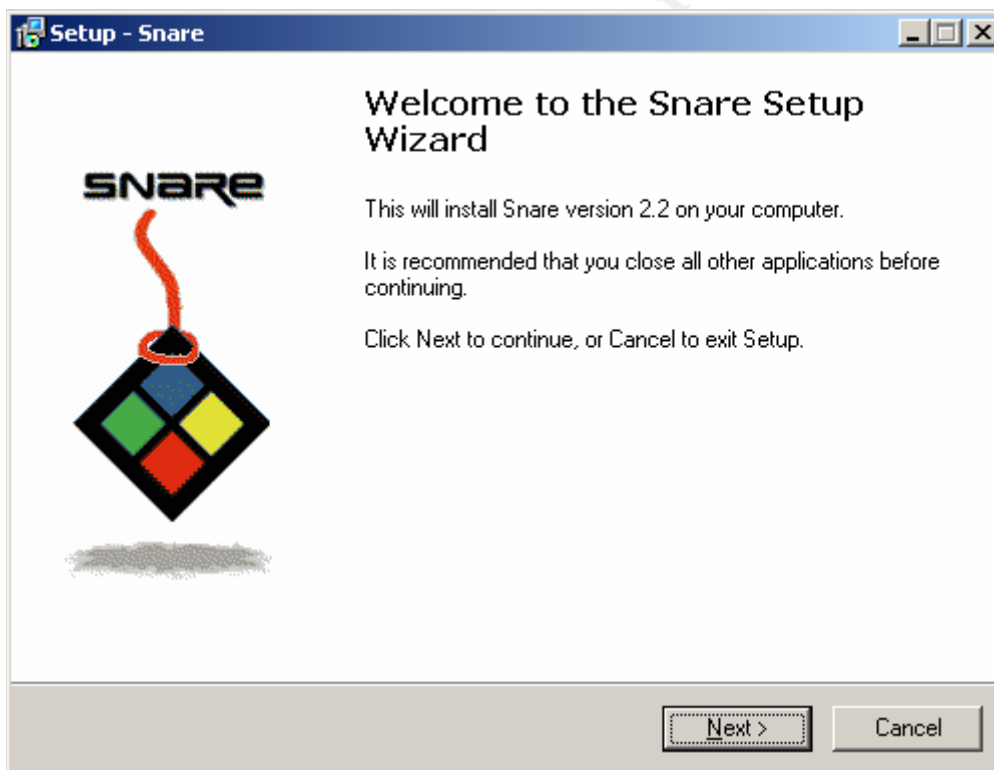 Setup - Snare
Welcome to the Snare Setup
Wizard
snare
This will install Snare version 2.2 on your computer.
It is recommended that you close all other applications before
continuing.
Click Next to continue, or Cancel to exit Setup.
Next >
Cancel